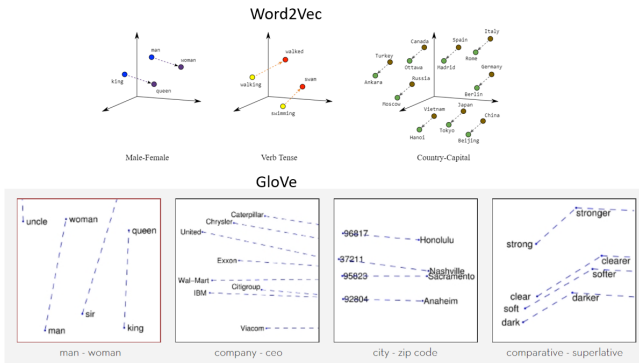 Word2Vec
man
woman
king
queen
Male-Female
walked
swam
walking
swimming
Verb Tense
Italy
Spain
Canada
Turkey
Rome
Ottawa
Madrid
Germany
Ankara
Russia
Berlin
Moscow
Japan
Vietnam
China
Hanoi
Tokyo
Beijing
Country-Capital
GloVe
uncle
woman
queen
sir
man
king
man - woman
Caterpillar
Chrysler
United
Exxon
Wal-Mart
Citigroup
IBM
Viacom
company - ceo
96817
Honolulu
37211
Nashville
95823
Sacramento
92804
Anaheim
city - zip code
stronger
strong
clearer
softer
clear
darker
soft
dark
comparative - superlative